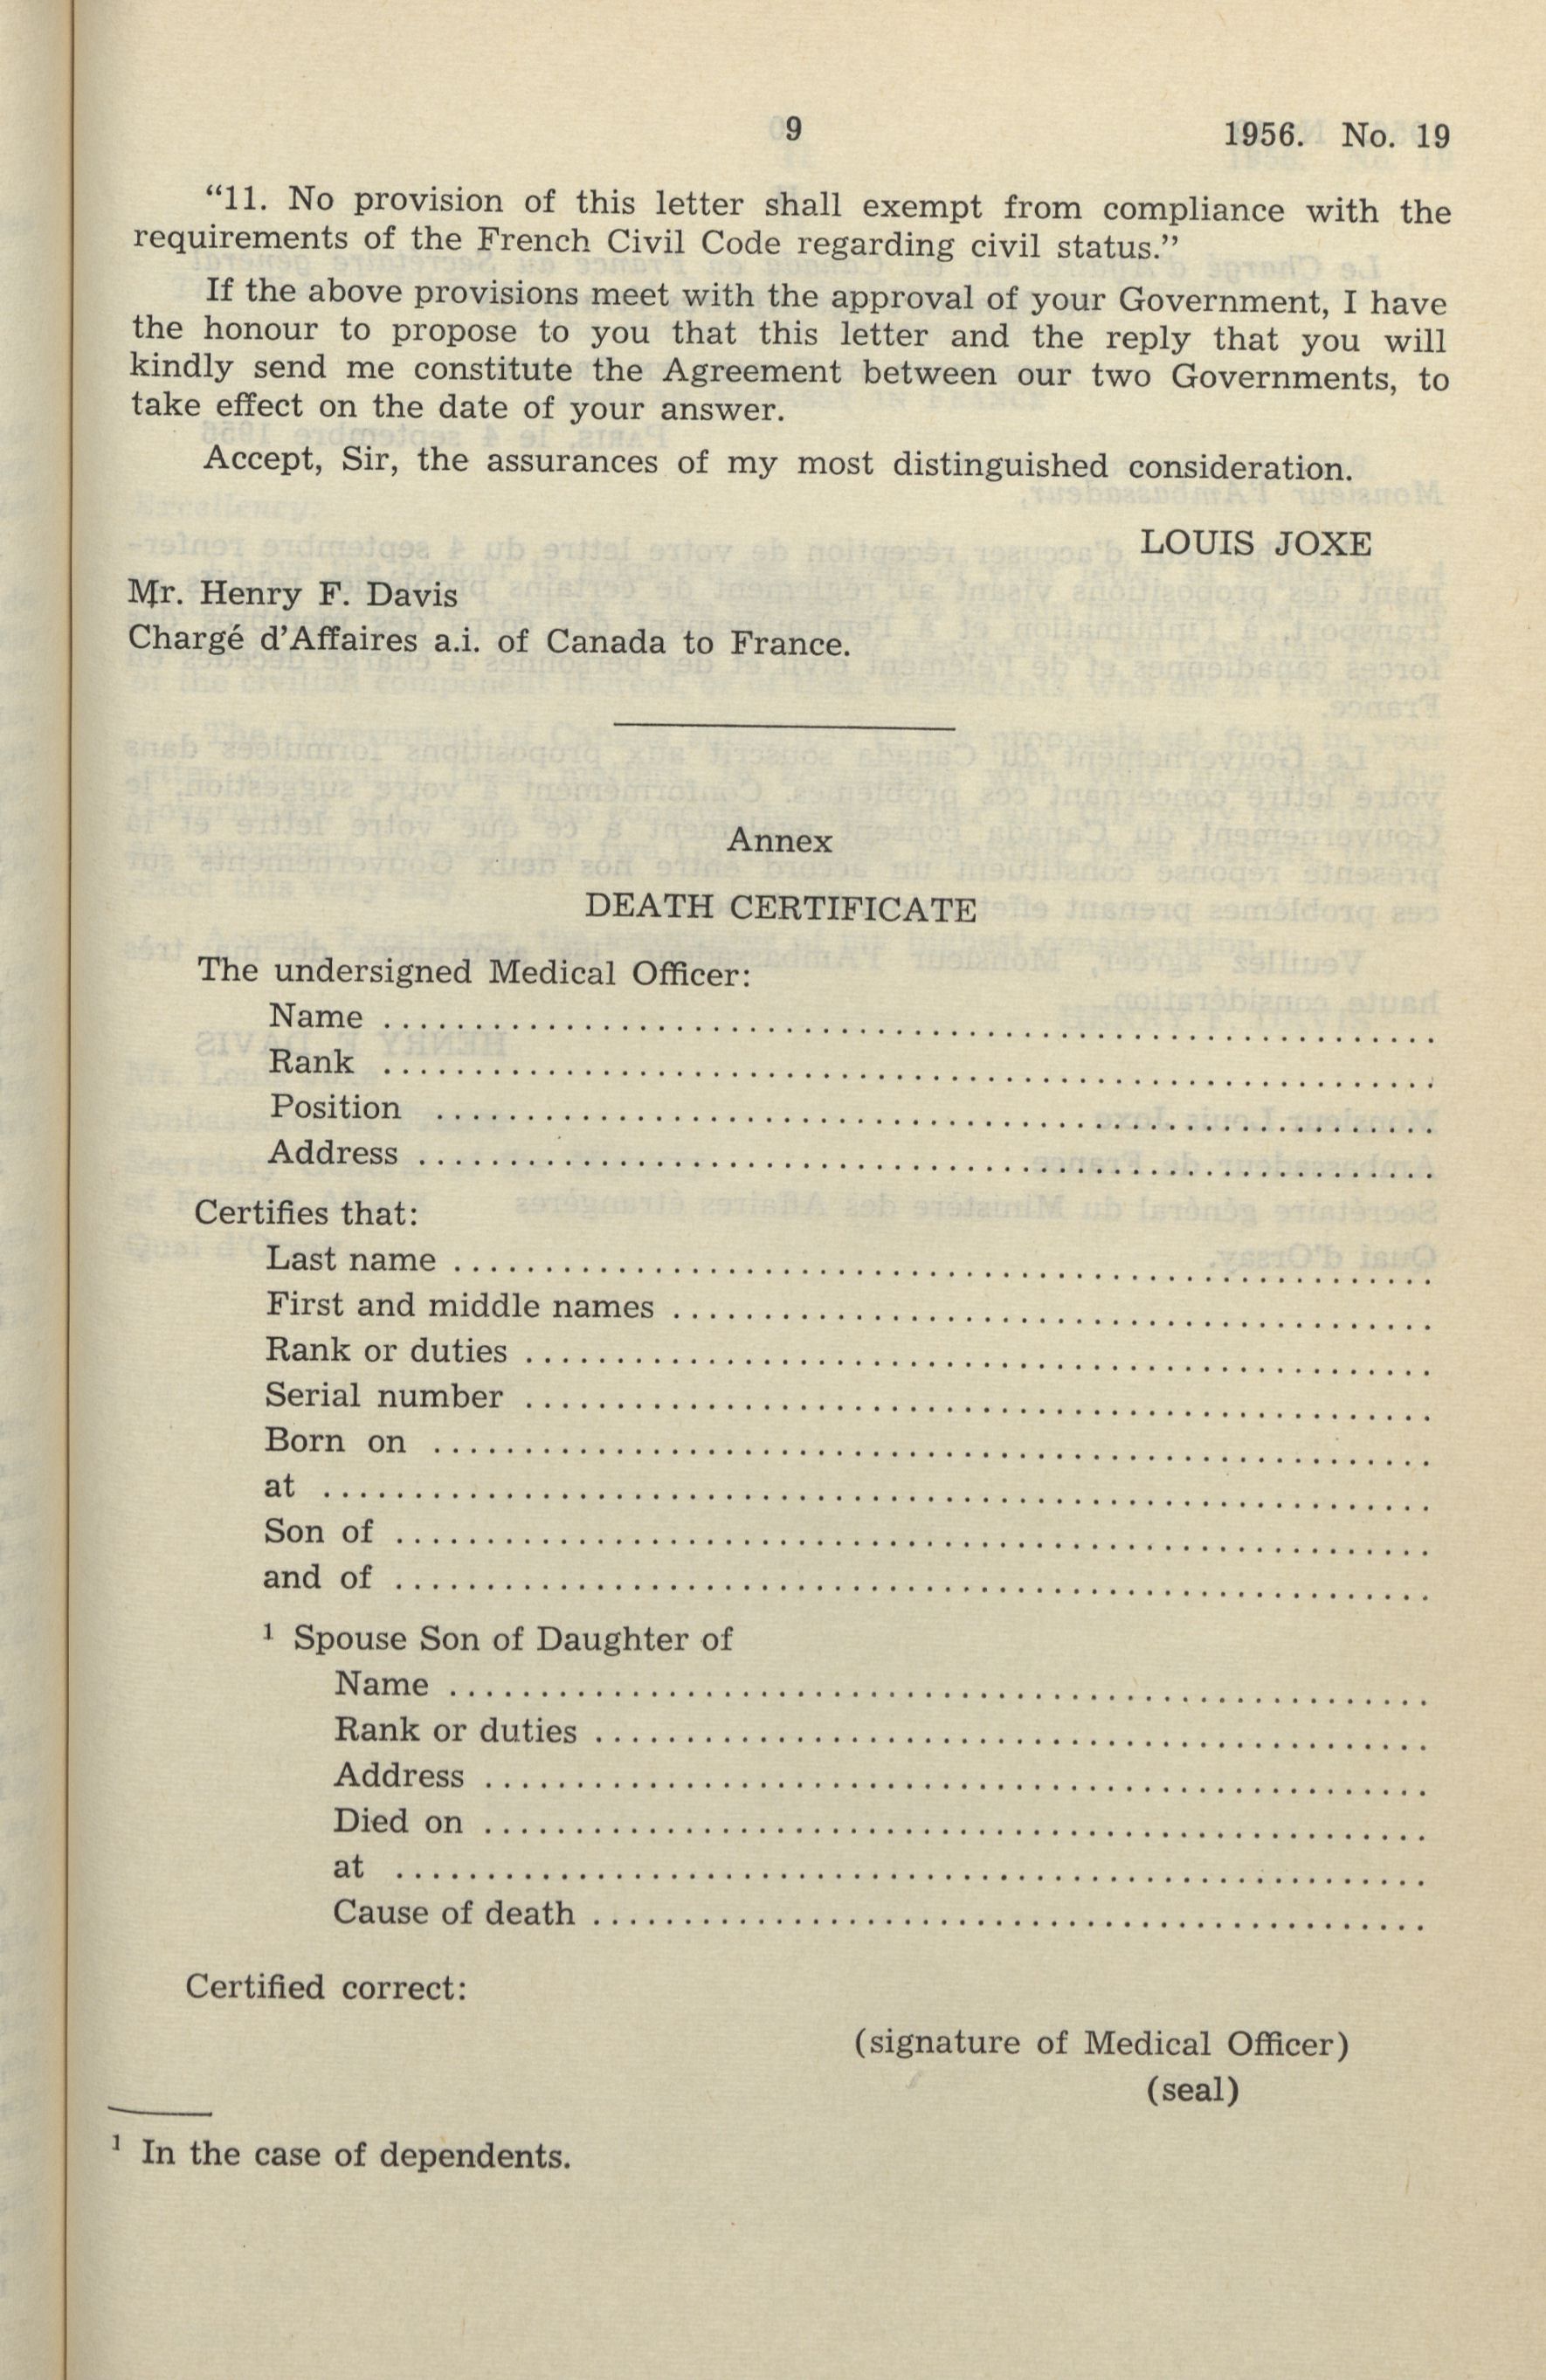 9
1956. No. 19
“11. No provision of this letter shall exempt from compliance with the
requirements of the French Civil Code regarding civil status.”
If the above provisions meet with the approval of your Government, I have
the honour to propose to you that this letter and the reply that you will
kindly send me constitute the Agreement between our two Governments, to
take effect on the date of your answer.
Accept, Sir, the assurances of my most distinguished consideration.
LOUIS JOXE
Mr. Henry F. Davis
Chargé d'Affaires a.i. of Canada to France.
Annex
DEATH CERTIFICATE
The undersigned Medical Officer:
Name
Rank
Position
Address
Certifies that:
Last name
First and middle names
Rank or duties
Serial number
Born on
at
Son of
and of
¹ Spouse Son of Daughter of
Name
Rank or duties
Address
Died on
at
Cause of death
Certified correct:
(signature of Medical Officer)
(seal)
¹ In the case of dependents.